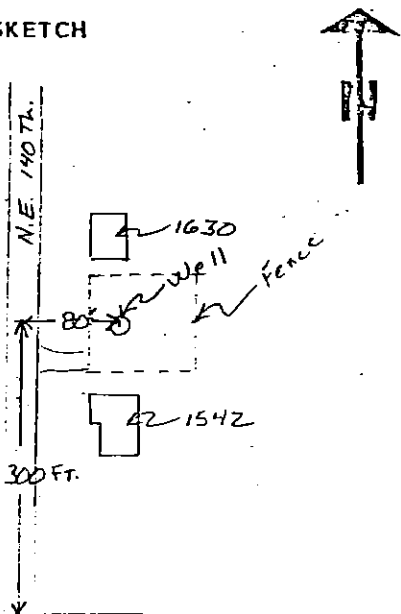 SKETCH
N
N.E. 140 Th.
1630
Well
Fence
80'
1542
300 FT.